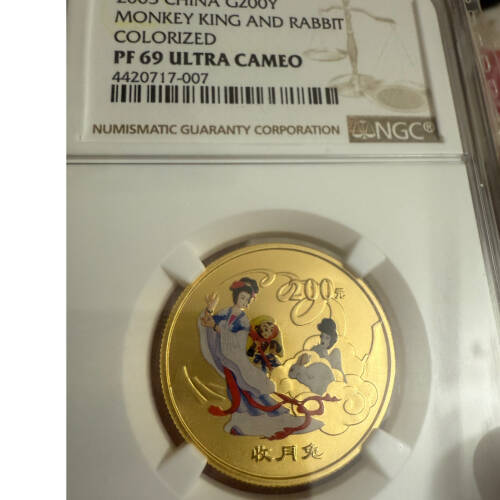 2005 CHINA G200Y
MONKEY KING AND RABBIT
COLORIZED
PF 69 ULTRA CAMEO
4420717-007
NUMISMATIC GUARANTY CORPORATION
NGC®
200元
收月兔